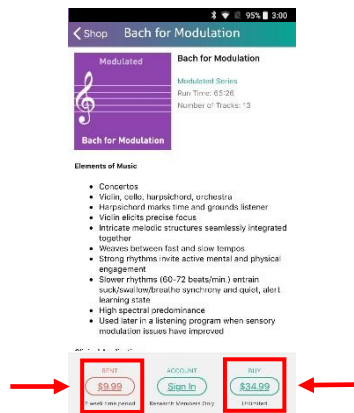 95% 3:00
Shop Bach for Modulation
Modulated
Bach for Modulation
Bach for Modulation
Modulated Series
Run Time: 65:26
Number of Tracks: 13
Elements of Music
• Concertos
• Violin, cello, harpsichord, orchestra
• Harpsichord marks time and grounds listener
• Violin elicits precise focus
• Intricate melodic structures seamlessly integrated
together
• Weaves between fast and slow tempos
• Strong rhythms invite active mental and physical
engagement
• Slower rhythms (60-72 beats/min.) entrain
suck/swallow/breathe synchrony and quiet, alert
learning state
• High spectral predominance
• Used later in a listening program when sensory
modulation issues have improved
RENT ACCOUNT BUY
$9.99 Sign In $34.99
week time period Research Members Only Unlimited